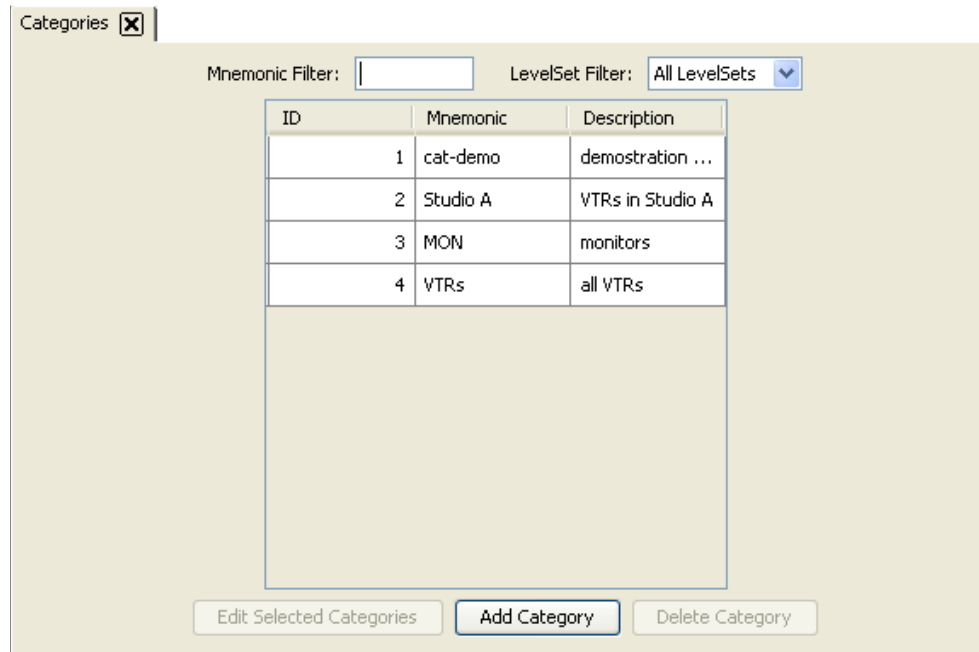 Categories
Mnemonic Filter: LevelSet Filter: All LevelSets
ID Mnemonic Description
1 cat-demo demostration ...
2 Studio A VTRs in Studio A
3 MON monitors
4 VTRs all VTRs
Edit Selected Categories Add Category Delete Category